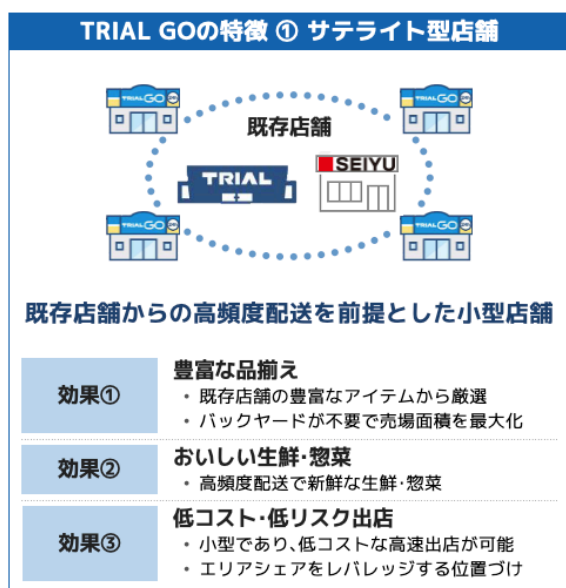 TRIAL GOの特徴 ① サテライト型店舗
TRIAL GO
TRIAL GO
既存店舗
TRIAL
SEIYU
TRIAL GO
TRIAL GO
既存店舗からの高頻度配送を前提とした小型店舗
効果①
豊富な品揃え
・既存店舗の豊富なアイテムから厳選
・バックヤードが不要で売場面積を最大化
効果②
おいしい生鮮・惣菜
・高頻度配送で新鮮な生鮮・惣菜
効果③
低コスト・低リスク出店
・小型であり、低コストな高速出店が可能
・エリアシェアをレバレッジする位置づけ